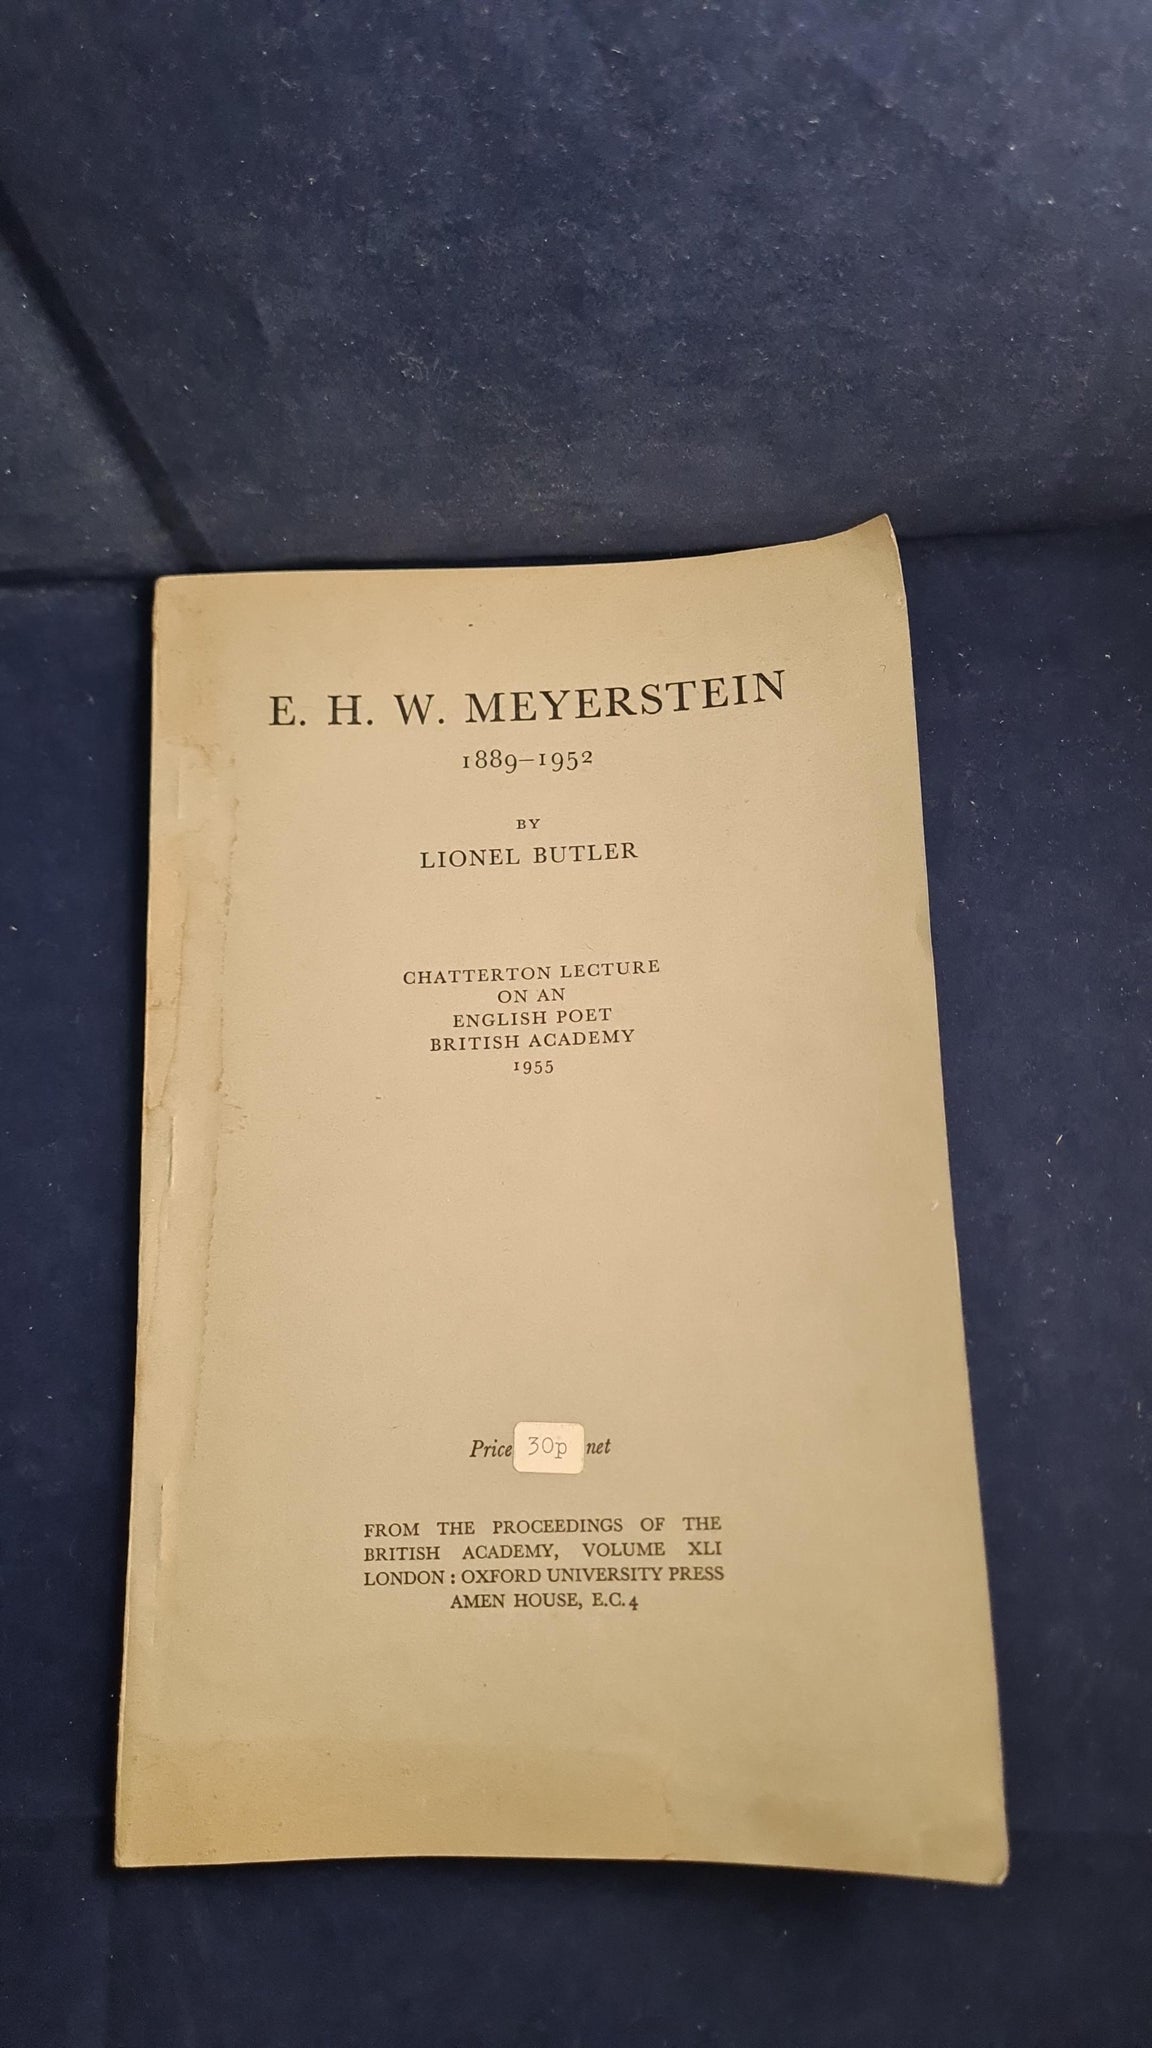 E. H. W. MEYERSTEIN
1889–1952
BY
LIONEL BUTLER
CHATTERTON LECTURE
ON AN
ENGLISH POET
BRITISH ACADEMY
1955
Price 30p net
FROM THE PROCEEDINGS OF THE
BRITISH ACADEMY, VOLUME XLI
LONDON : OXFORD UNIVERSITY PRESS
AMEN HOUSE, E.C.4